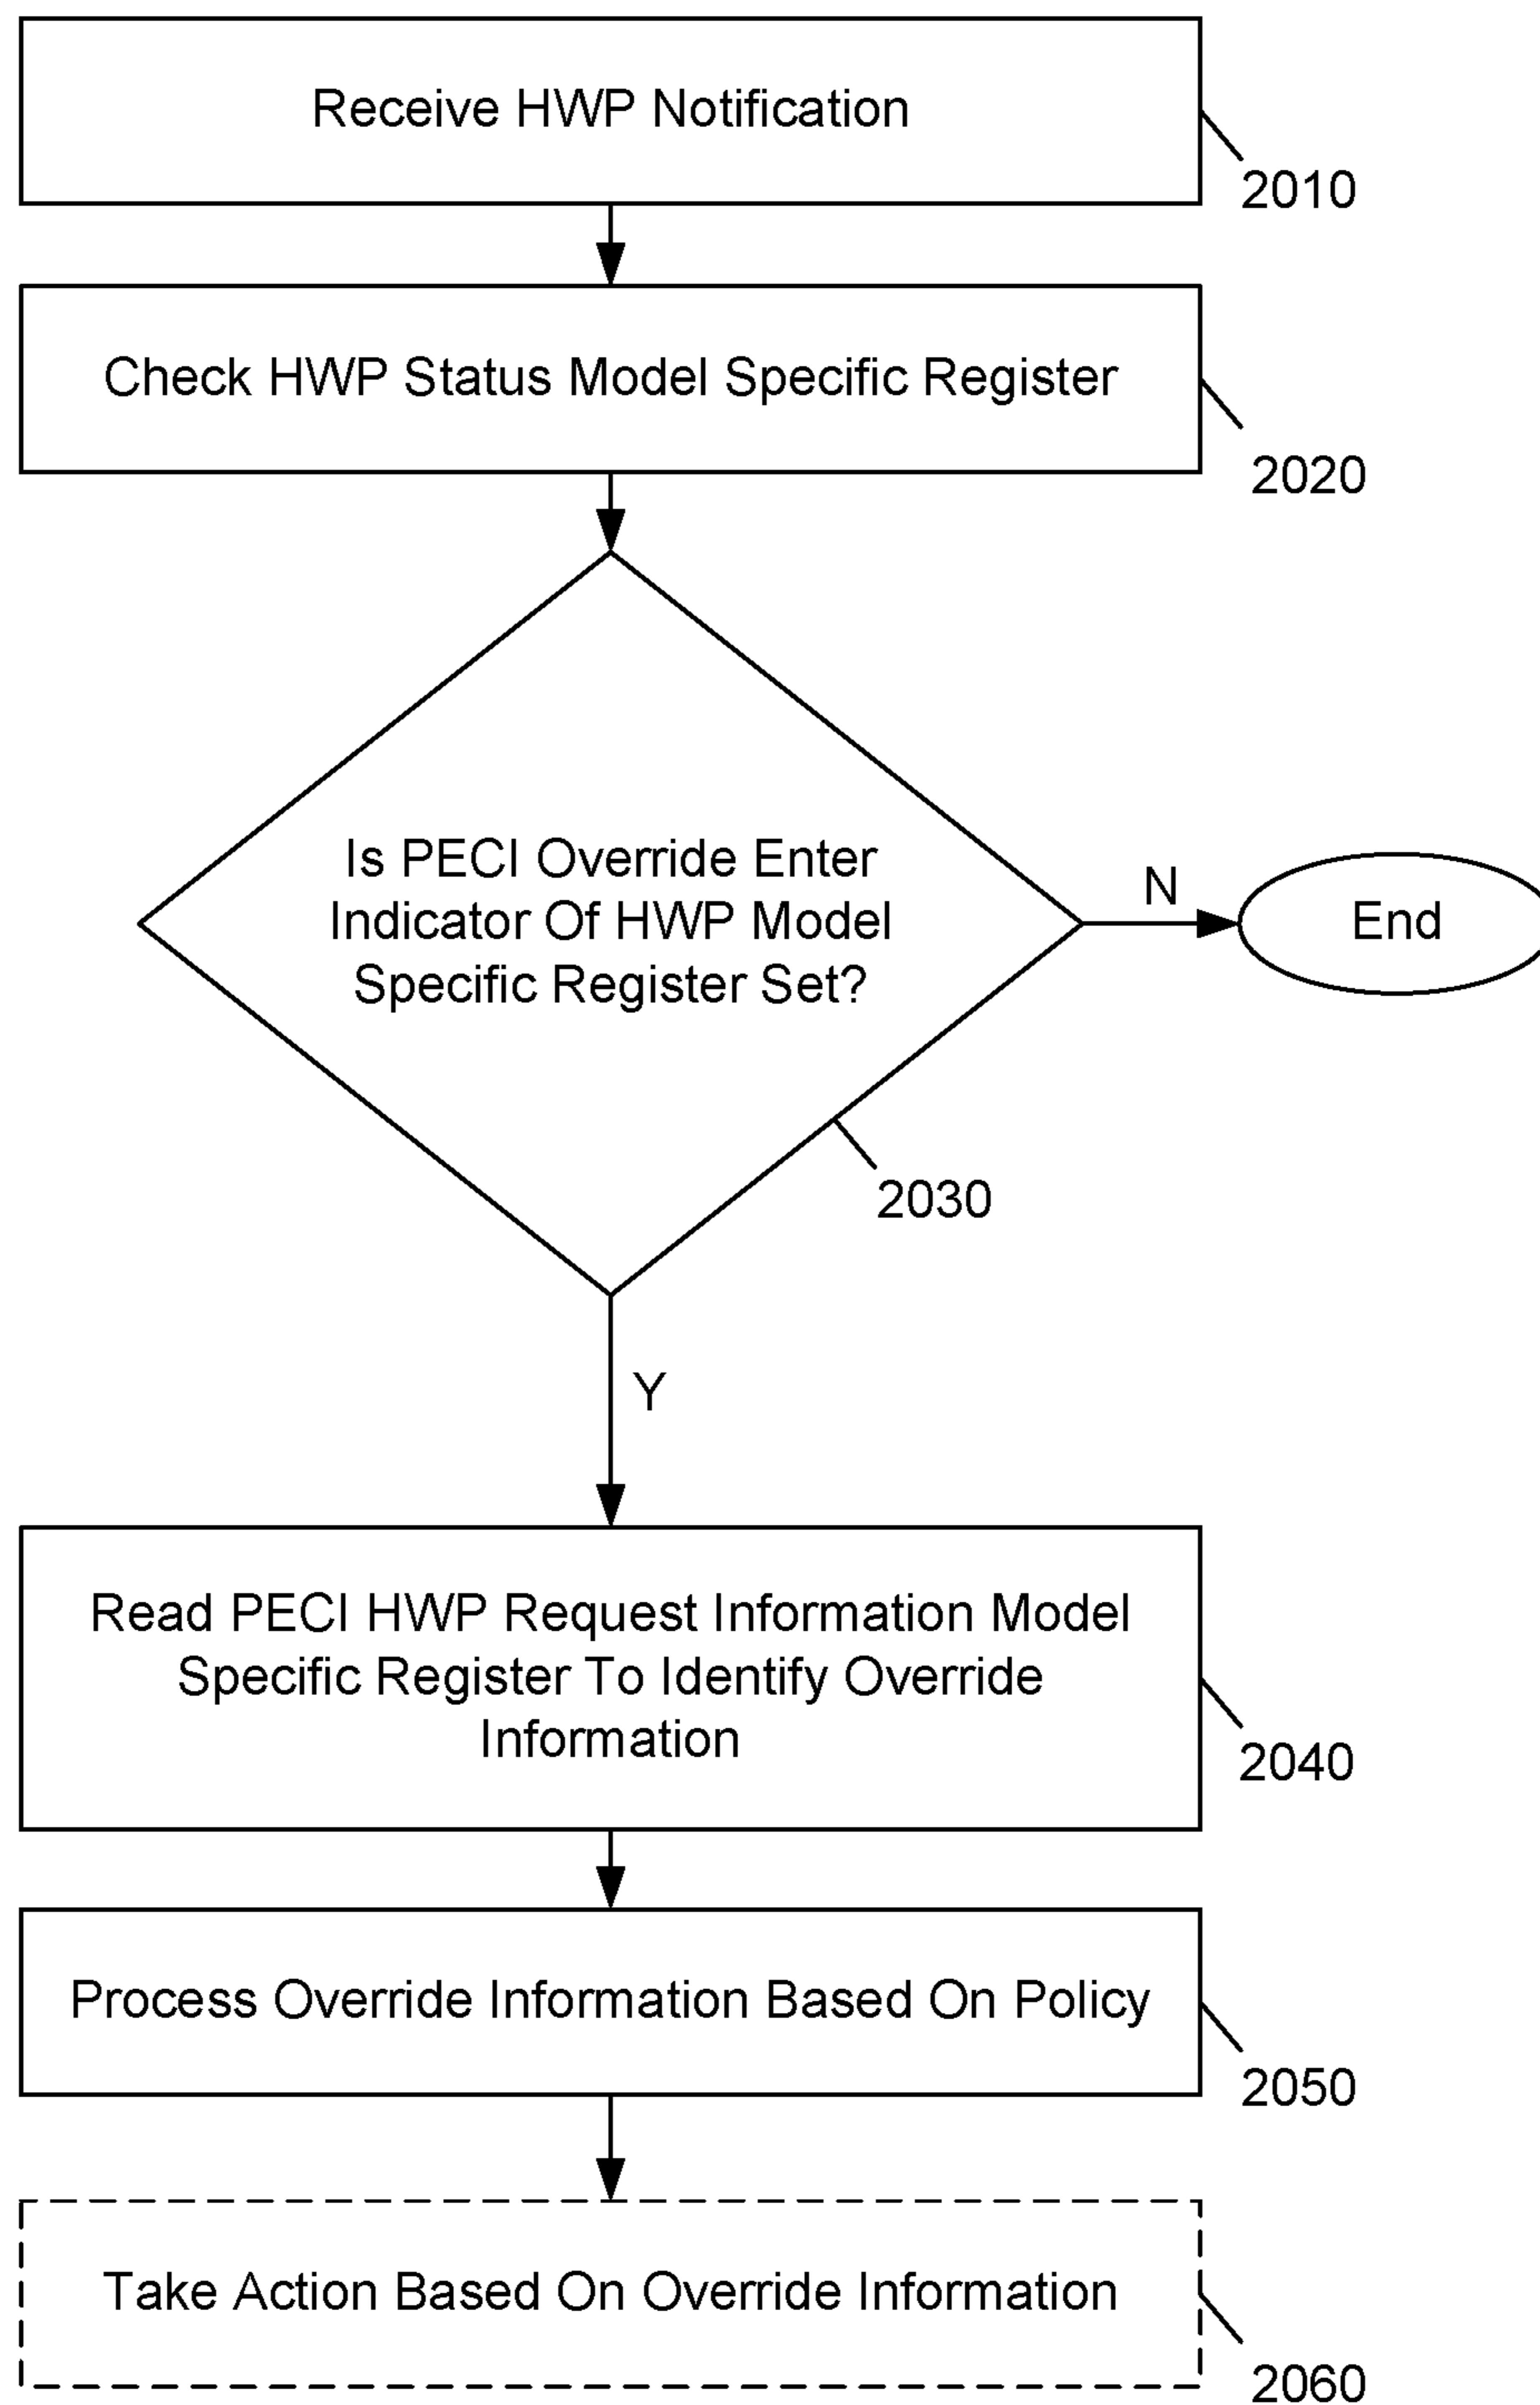 Receive HWP Notification
2010
Check HWP Status Model Specific Register
2020
Is PECI Override Enter
Indicator Of HWP Model
Specific Register Set?
N
End
2030
Y
Read PECI HWP Request Information Model
Specific Register To Identify Override
Information
2040
Process Override Information Based On Policy
2050
Take Action Based On Override Information
2060